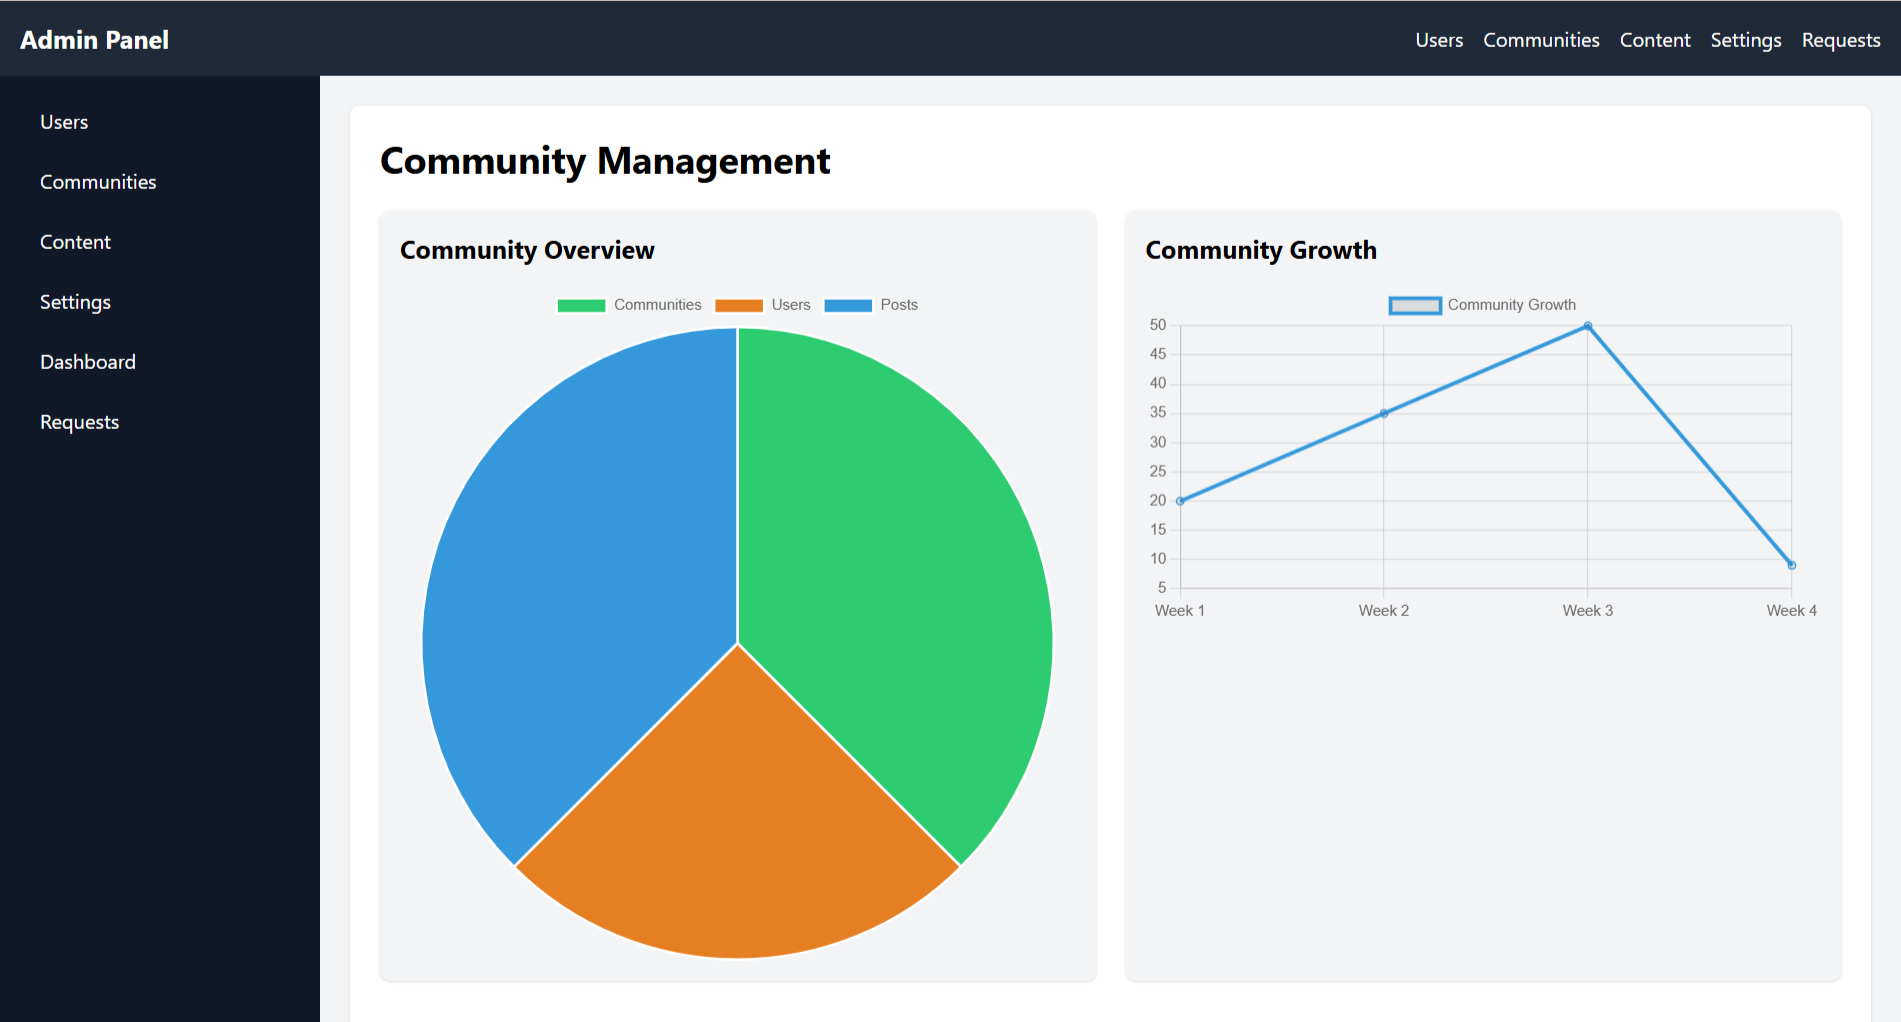 Admin Panel
Users Communities Content Settings Requests
Users
Communities
Content
Settings
Dashboard
Requests
Community Management
Community Overview
Communities Users Posts
Community Growth
Community Growth
50
45
40
35
30
25
20
15
10
5
Week 1 Week 2 Week 3 Week 4